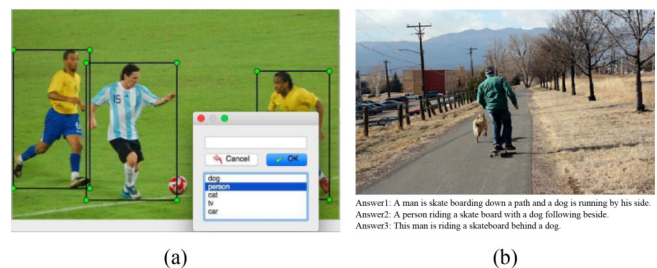 15
Cancel
OK
dog
person
cat
tv
car
Answer1: A man is skate boarding down a path and a dog is running by his side.
Answer2: A person riding a skate board with a dog following beside.
Answer3: This man is riding a skateboard behind a dog.
(a)
(b)